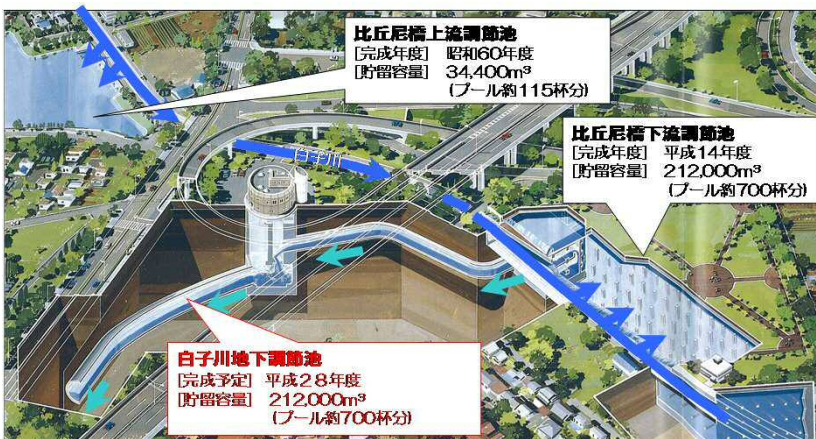 比丘尼橋上流調節池
[完成年度] 昭和60年度
[貯留容量] 34,400m³
(プール約115杯分)
比丘尼橋下流調節池
[完成年度] 平成14年度
[貯留容量] 212,000m³
(プール約700杯分)
白子川
白子川地下調節池
[完成予定] 平成28年度
[貯留容量] 212,000m³
(プール約700杯分)